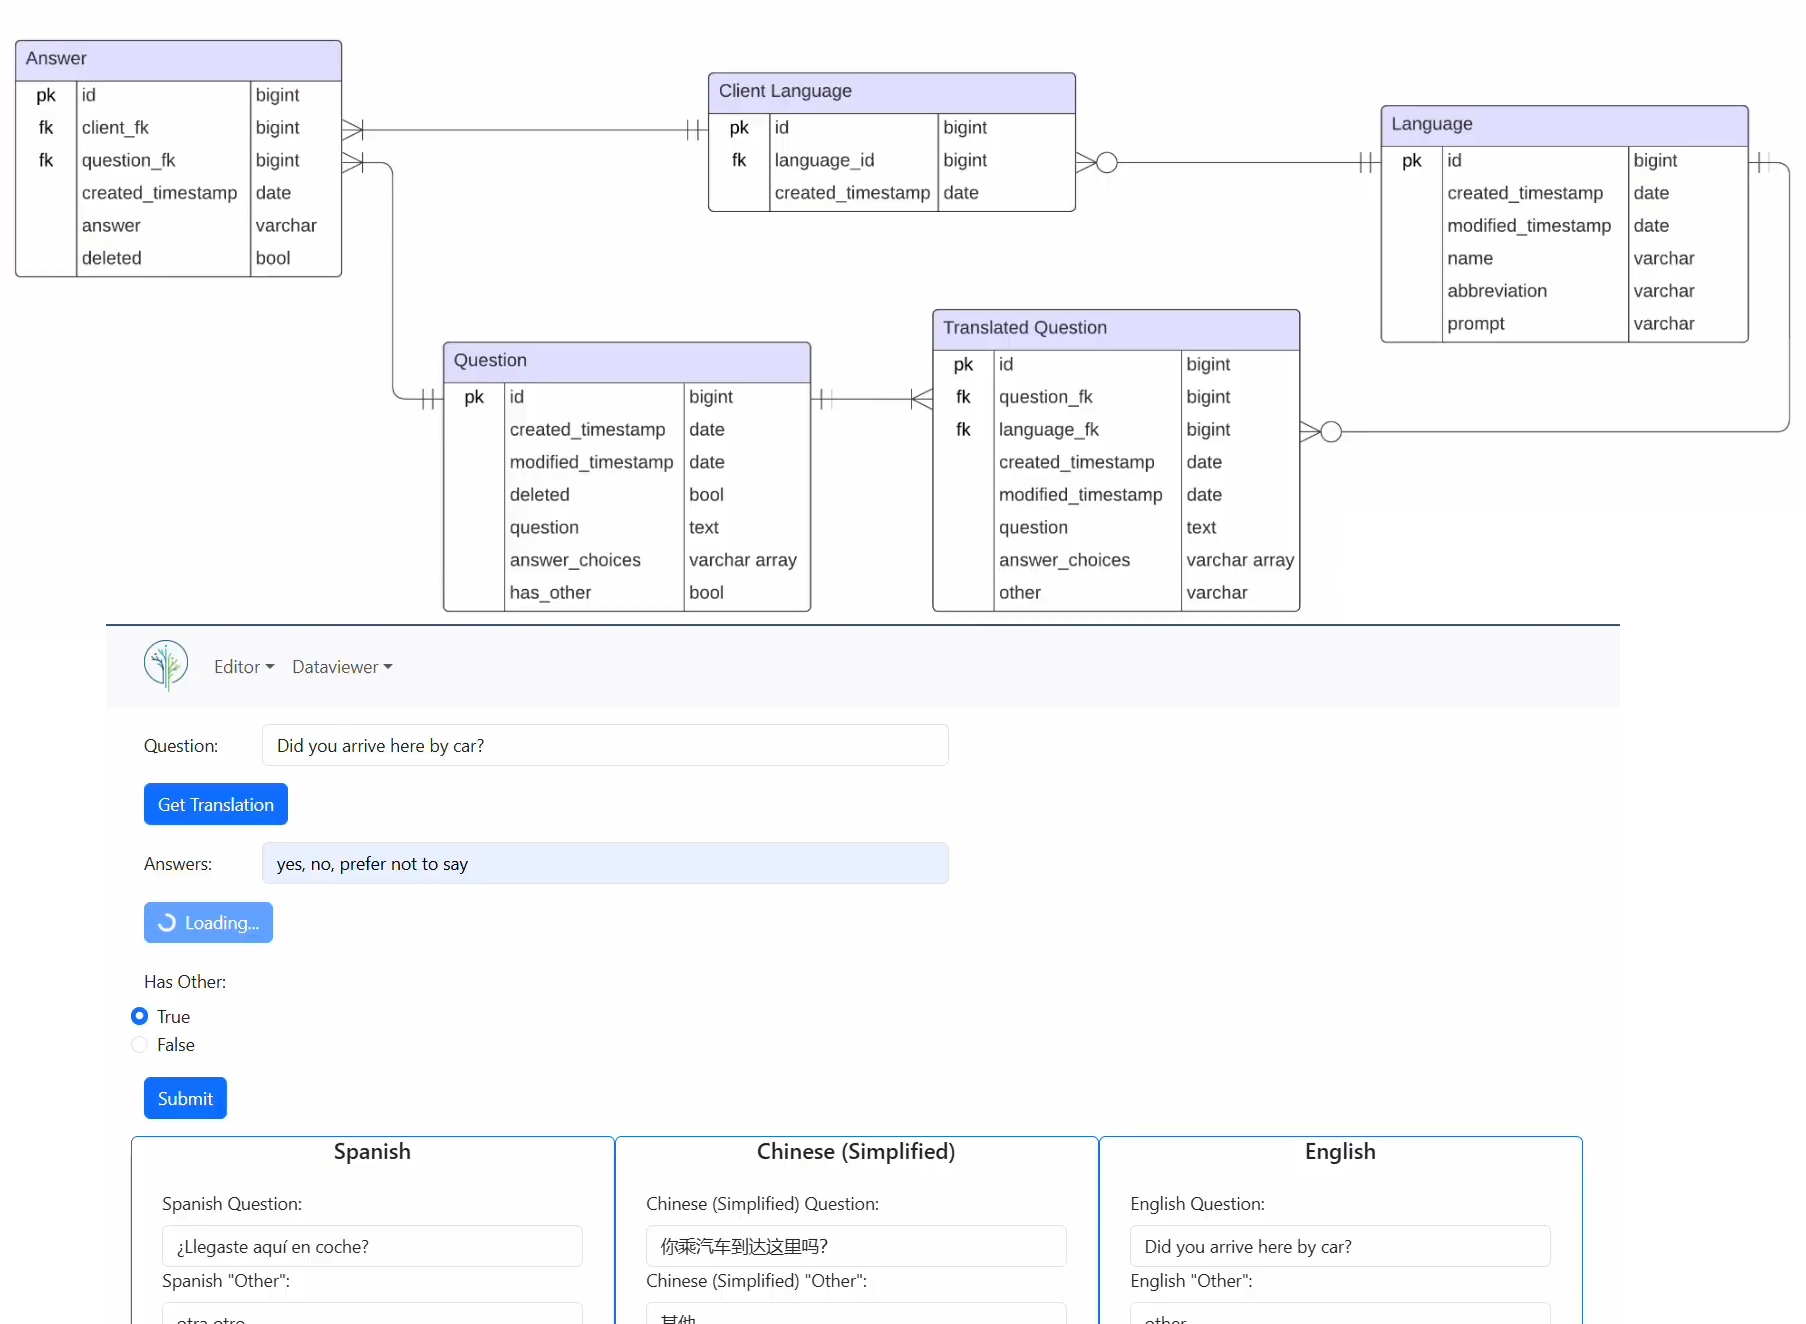 Answer
pk id bigint
fk client_fk bigint
fk question_fk bigint
created_timestamp date
answer varchar
deleted bool
Client Language
pk id bigint
fk language_id bigint
created_timestamp date
Language
pk id bigint
created_timestamp date
modified_timestamp date
name varchar
abbreviation varchar
prompt varchar
Question
pk id bigint
created_timestamp date
modified_timestamp date
deleted bool
question text
answer_choices varchar array
has_other bool
Translated Question
pk id bigint
fk question_fk bigint
fk language_fk bigint
created_timestamp date
modified_timestamp date
question text
answer_choices varchar array
other varchar
Editor Dataviewer
Question: Did you arrive here by car?
Get Translation
Answers: yes, no, prefer not to say
Loading...
Has Other:
True
False
Submit
Spanish Chinese (Simplified) English
Spanish Question: Chinese (Simplified) Question: English Question:
¿Llegaste aquí en coche? 你乘汽车到达这里吗? Did you arrive here by car?
Spanish "Other": Chinese (Simplified) "Other": English "Other":
otra otro 其他 other